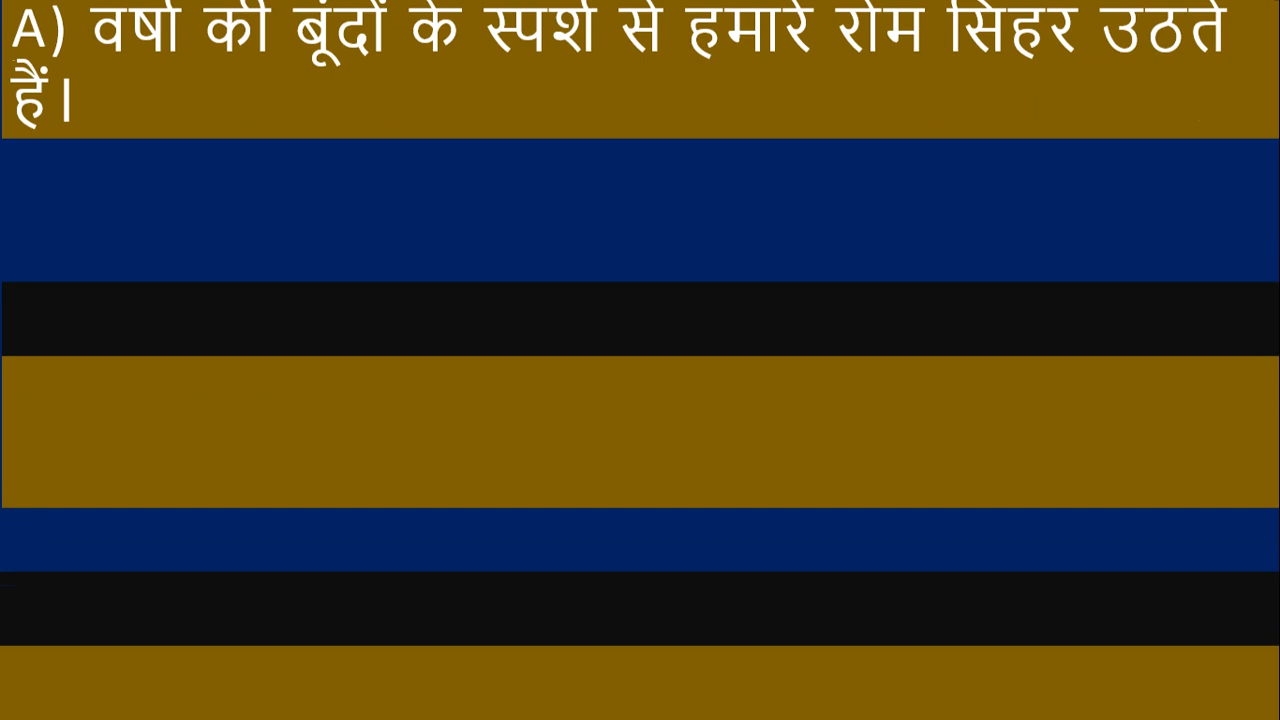 A) वर्षा की बूंदों के स्पर्श से हमारे रोम सिहर उठते
हैं।